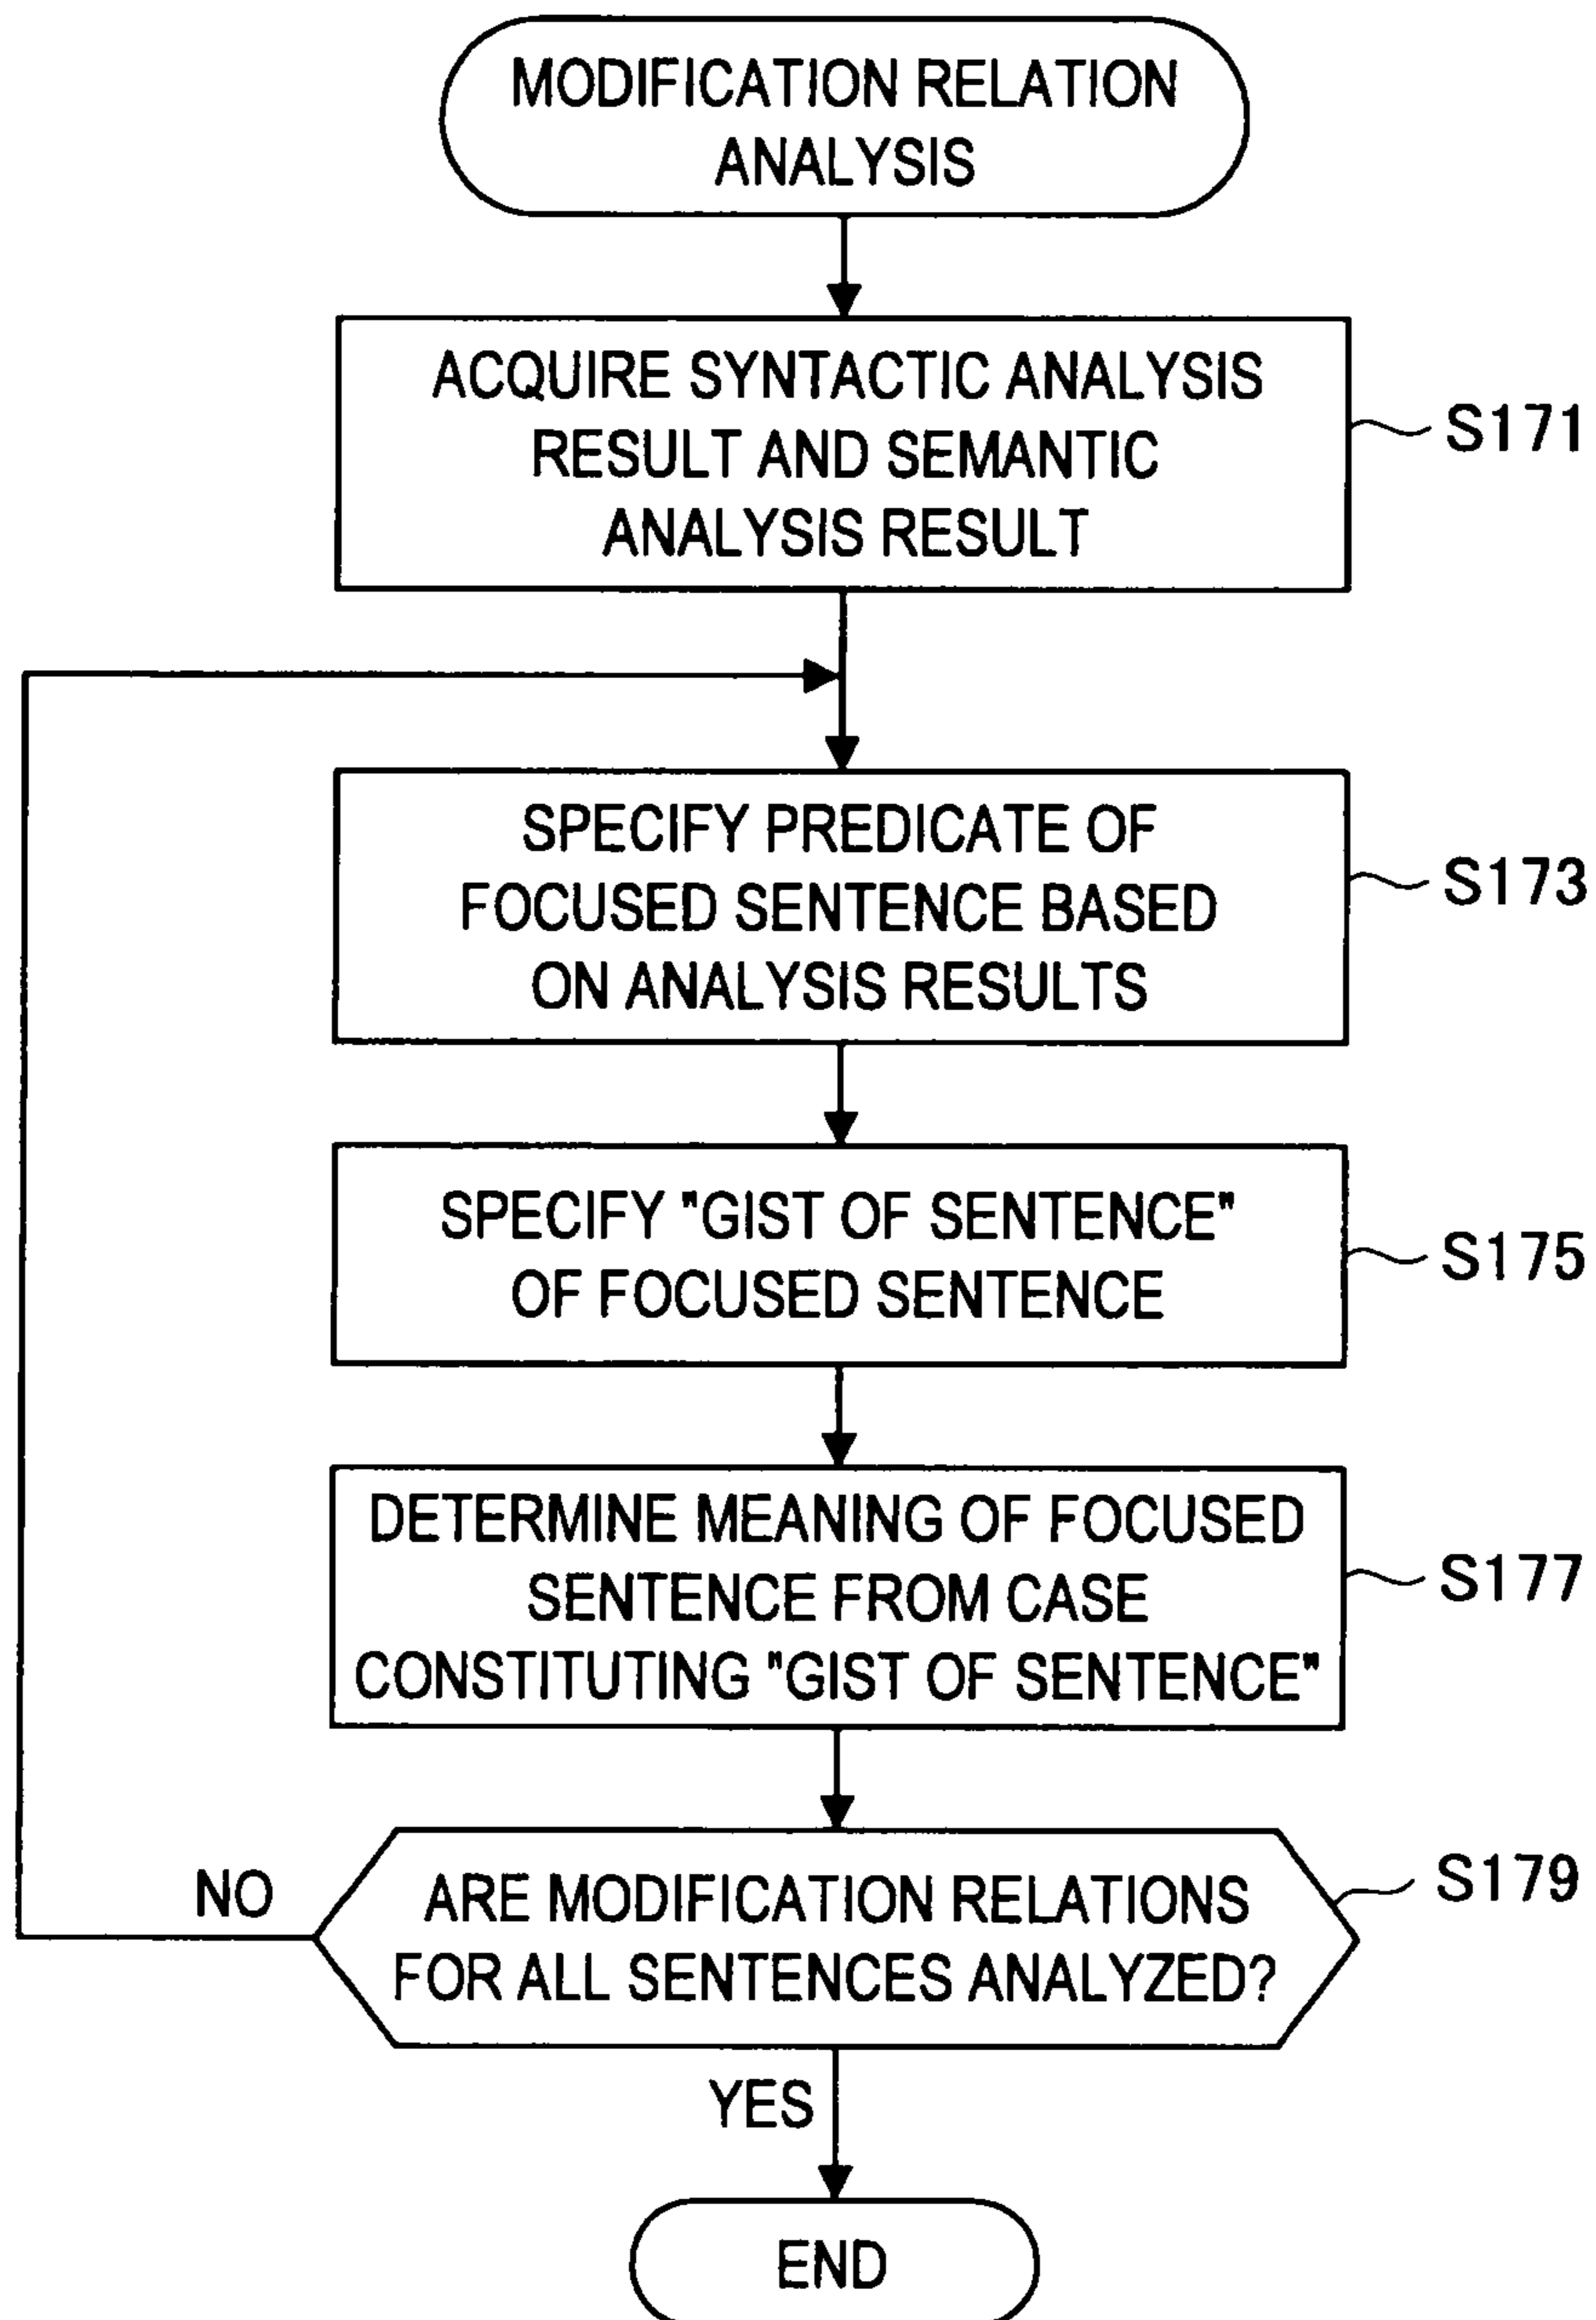 MODIFICATION RELATION
ANALYSIS
ACQUIRE SYNTACTIC ANALYSIS
RESULT AND SEMANTIC
ANALYSIS RESULT
S171
SPECIFY PREDICATE OF
FOCUSED SENTENCE BASED
ON ANALYSIS RESULTS
S173
SPECIFY "GIST OF SENTENCE"
OF FOCUSED SENTENCE
S175
DETERMINE MEANING OF FOCUSED
SENTENCE FROM CASE
CONSTITUTING "GIST OF SENTENCE"
S177
NO
ARE MODIFICATION RELATIONS
FOR ALL SENTENCES ANALYZED?
S179
YES
END